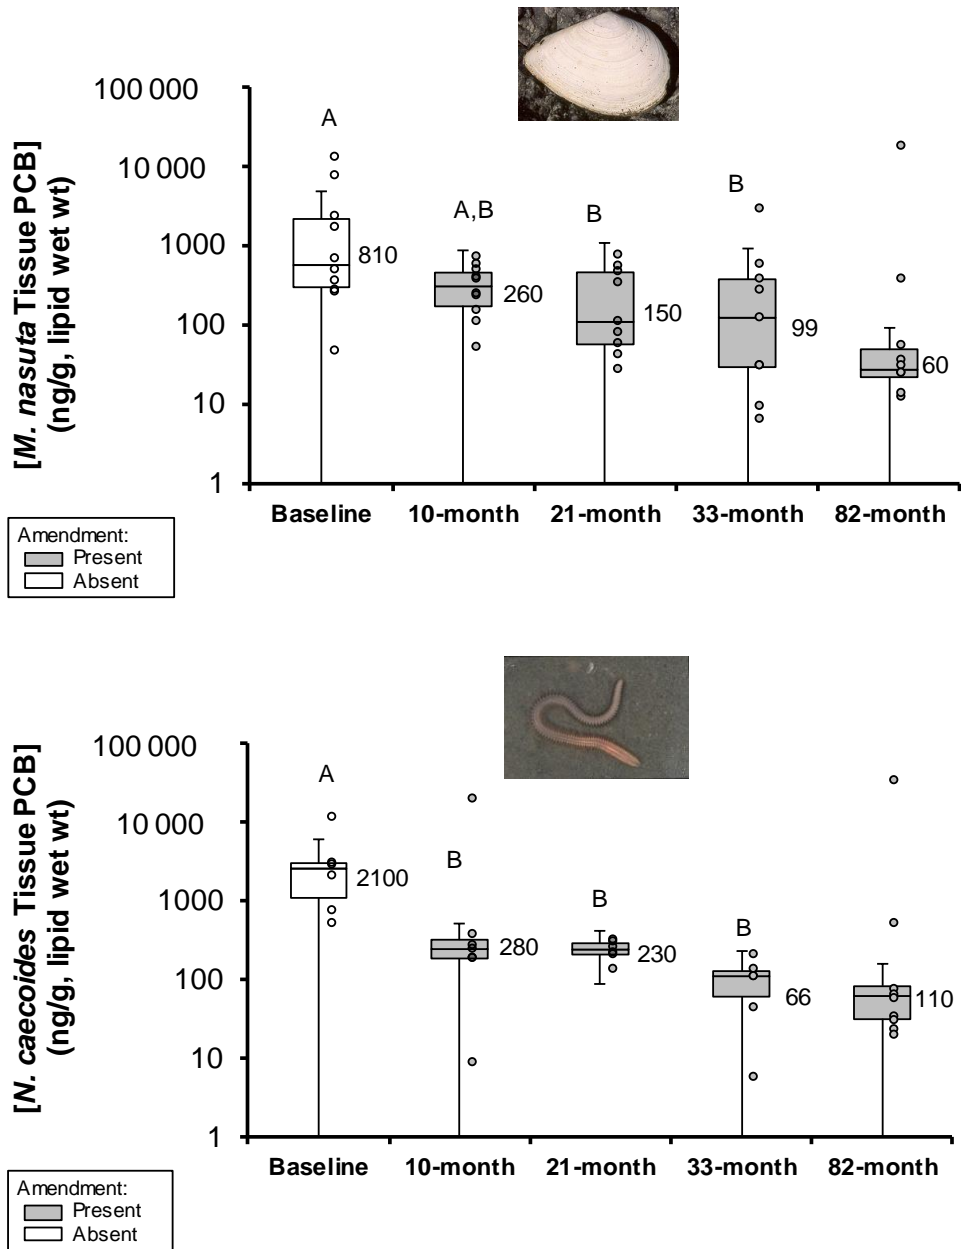 100 000
A
10 000
B
A,B
B
1000
810
260
150
99
100
60
10
1
[M. nasuta Tissue PCB]
(ng/g, lipid wet wt)
Baseline 10-month 21-month 33-month 82-month
Amendment:
Present
Absent
100 000
A
10 000
B
2100
1000
B
B
280
230
100
66
110
10
1
[N. caecoides Tissue PCB]
(ng/g, lipid wet wt)
Baseline 10-month 21-month 33-month 82-month
Amendment:
Present
Absent